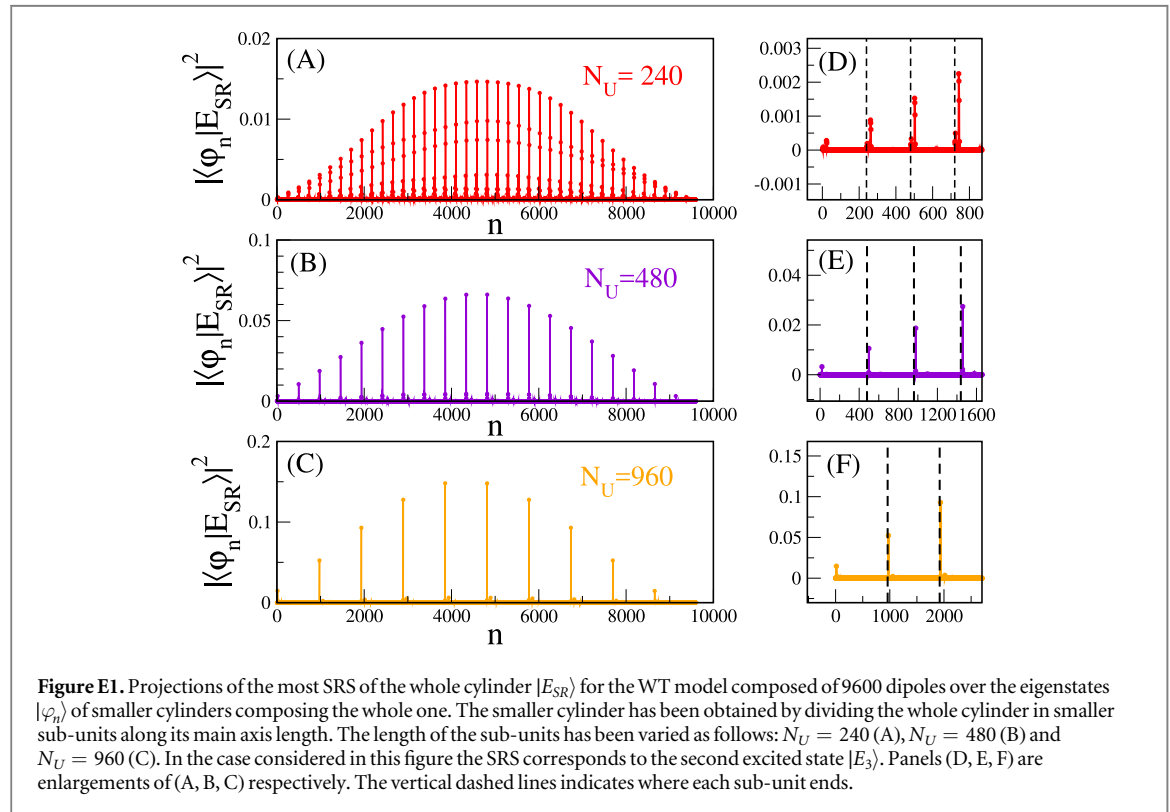 (A)
N_U = 240
|⟨φ_n|E_SR⟩|^2
0.02
0.01
0
0 2000 4000 6000 8000 10000
n
(D)
0.003
0.002
0.001
0
-0.001
0 200 400 600 800
(B)
N_U=480
|⟨φ_n|E_SR⟩|^2
0.1
0.05
0
0 2000 4000 6000 8000 10000
n
(E)
0.04
0.02
0
0 400 800 1200 1600
(C)
N_U=960
|⟨φ_n|E_SR⟩|^2
0.2
0.1
0
0 2000 4000 6000 8000 10000
n
(F)
0.15
0.1
0.05
0
0 1000 2000
Figure E1. Projections of the most SRS of the whole cylinder |E_SR⟩ for the WT model composed of 9600 dipoles over the eigenstates
|φ_n⟩ of smaller cylinders composing the whole one. The smaller cylinder has been obtained by dividing the whole cylinder in smaller
sub-units along its main axis length. The length of the sub-units has been varied as follows: N_U = 240 (A), N_U = 480 (B) and
N_U = 960 (C). In the case considered in this figure the SRS corresponds to the second excited state |E_3⟩. Panels (D, E, F) are
enlargements of (A, B, C) respectively. The vertical dashed lines indicates where each sub-unit ends.